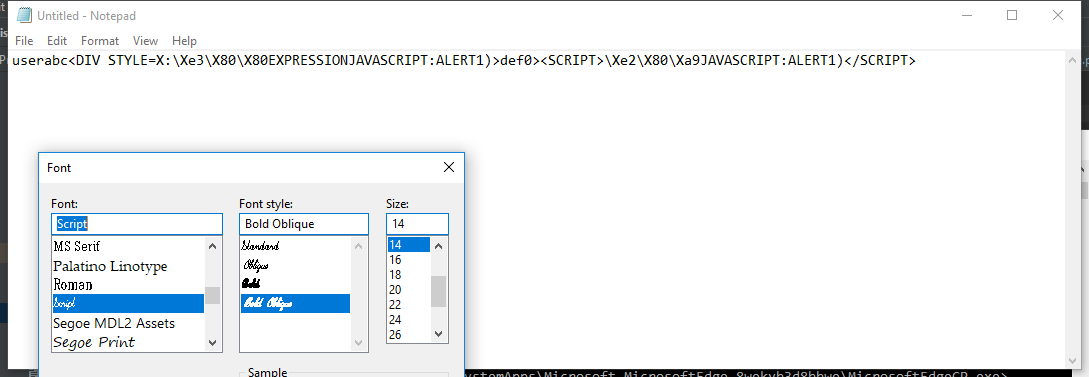 Untitled - Notepad
File Edit Format View Help
userabc<DIV STYLE=X:\Xe3\X80\X80EXPRESSIONJAVASCRIPT:ALERT1)>def0><SCRIPT>\Xe2\X80\Xa9JAVASCRIPT:ALERT1)</SCRIPT>
Font
Font: Font style: Size:
Script Bold Oblique 14
MS Serif Standard 14
Palatino Linotype Oblique 16
Roman Bold 18
Script Bold Oblique 20
Segoe MDL2 Assets 22
Segoe Print 24
26
Sample
ystemApps\Microsoft.MicrosoftEdge_8wekyb3d8bbwe\MicrosoftEdgeCP.exe>